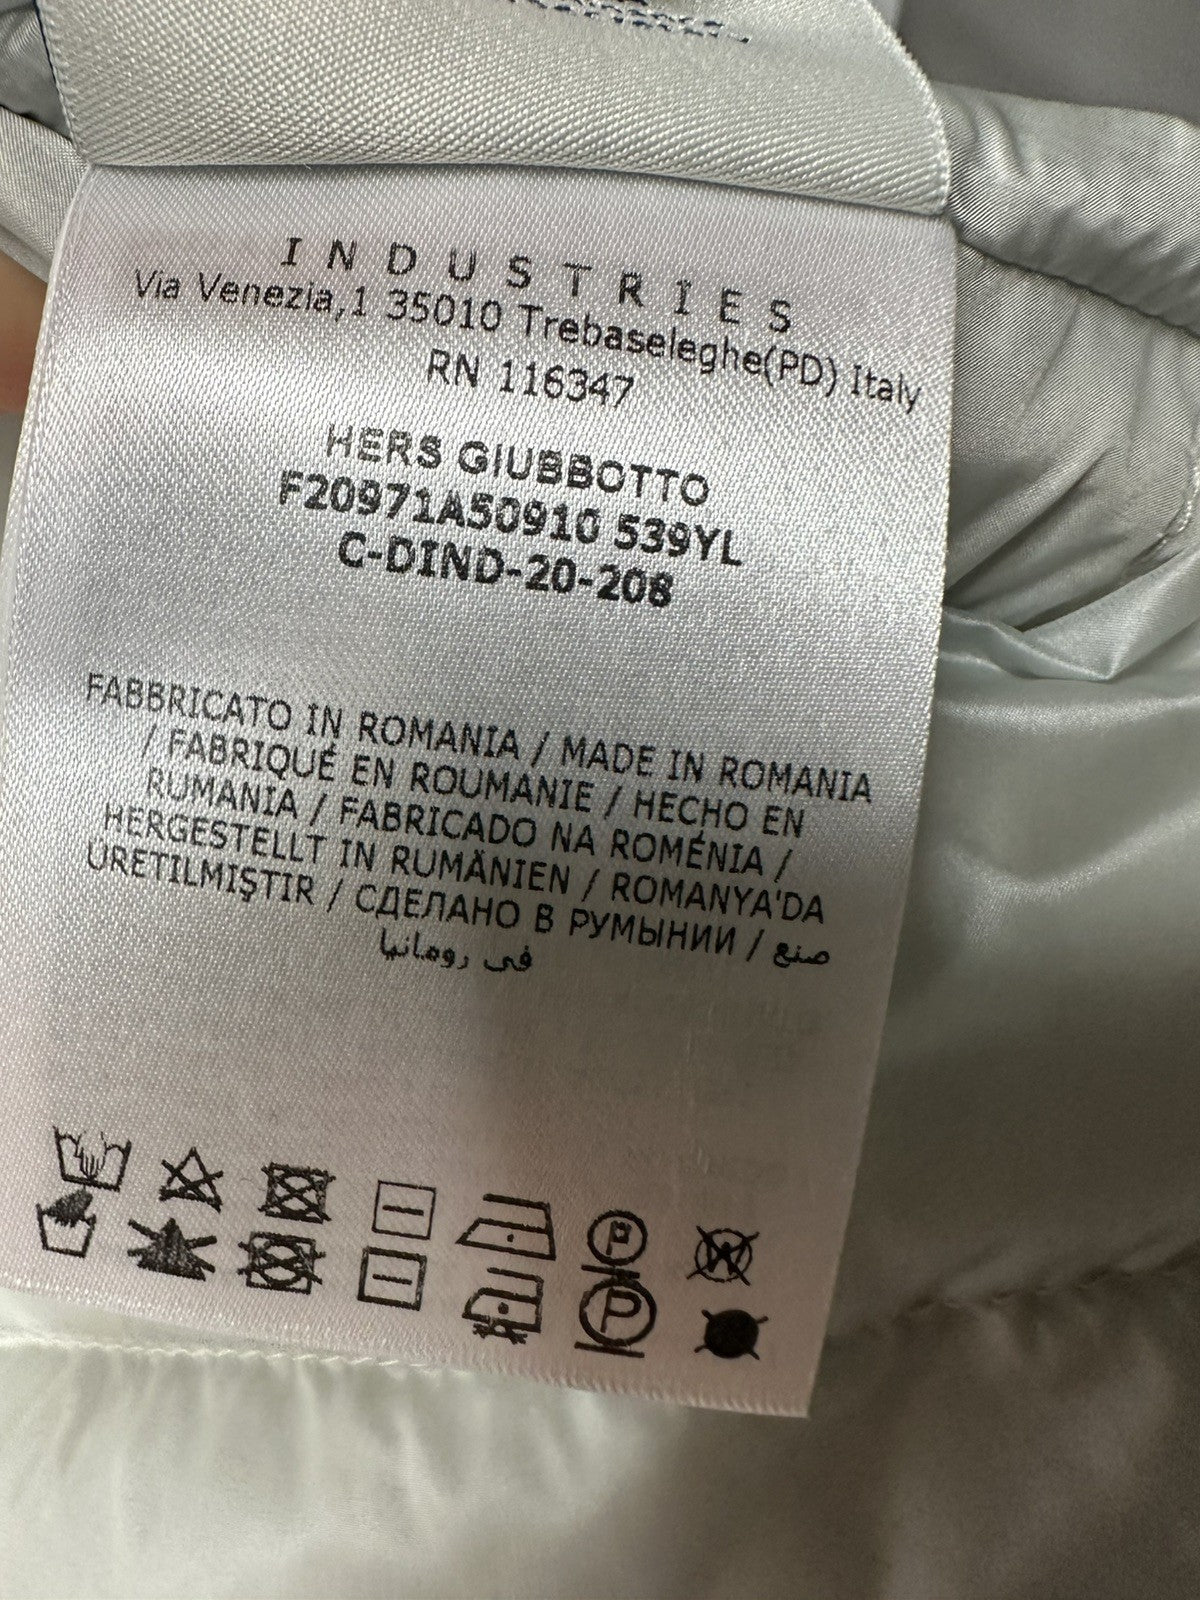 INDUSTRIES
Via Venezia,1 35010 Trebaseleghe(PD) Italy
RN 116347
HERS GIUBBOTTO
F20971A50910 539YL
C-DIND-20-208
FABBRICATO IN ROMANIA / MADE IN ROMANIA
/ FABRIQUÉ EN ROUMANIE / HECHO EN
RUMANIA / FABRICADO NA ROMÉNIA /
HERGESTELLT IN RUMÄNIEN / ROMANYA'DA
ÜRETILMIŞTIR / СДЕЛАНО В РУМЫНИИ / صنع
في رومانيا
P
W
P